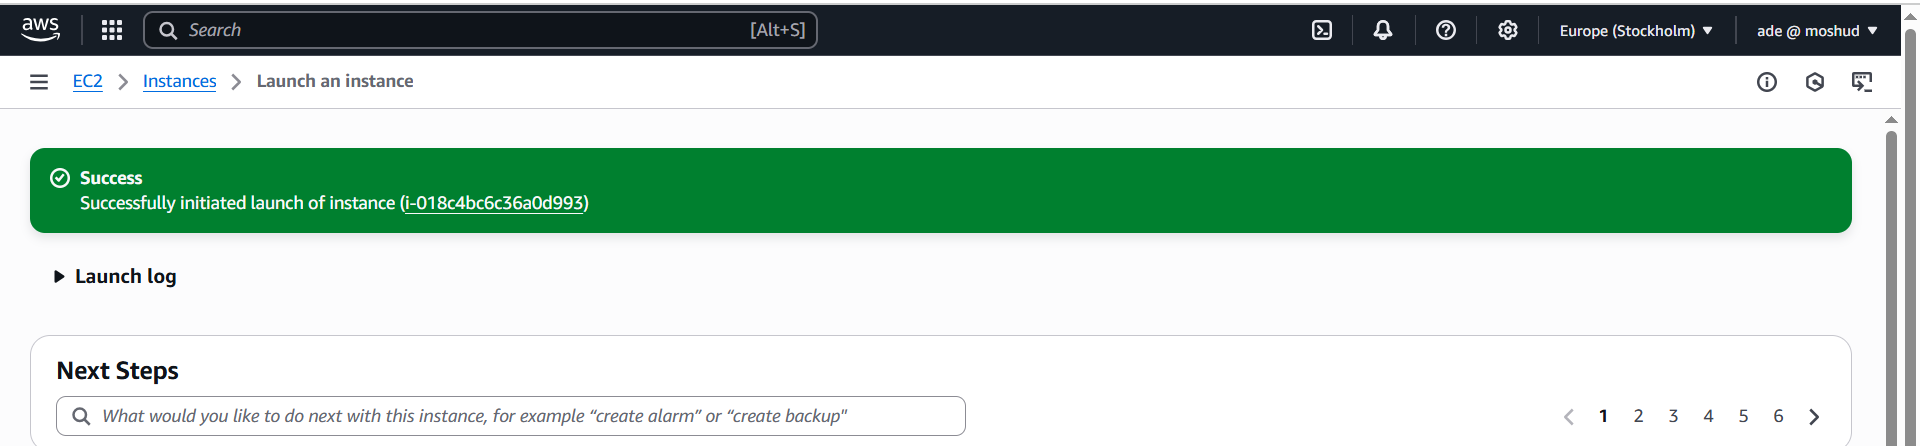 aws
Search [Alt+S] Europe (Stockholm) ade @ moshud
EC2 Instances Launch an instance
Success
Successfully initiated launch of instance (i-018c4bc6c36a0d993)
Launch log
Next Steps
What would you like to do next with this instance, for example “create alarm” or “create backup" 1 2 3 4 5 6